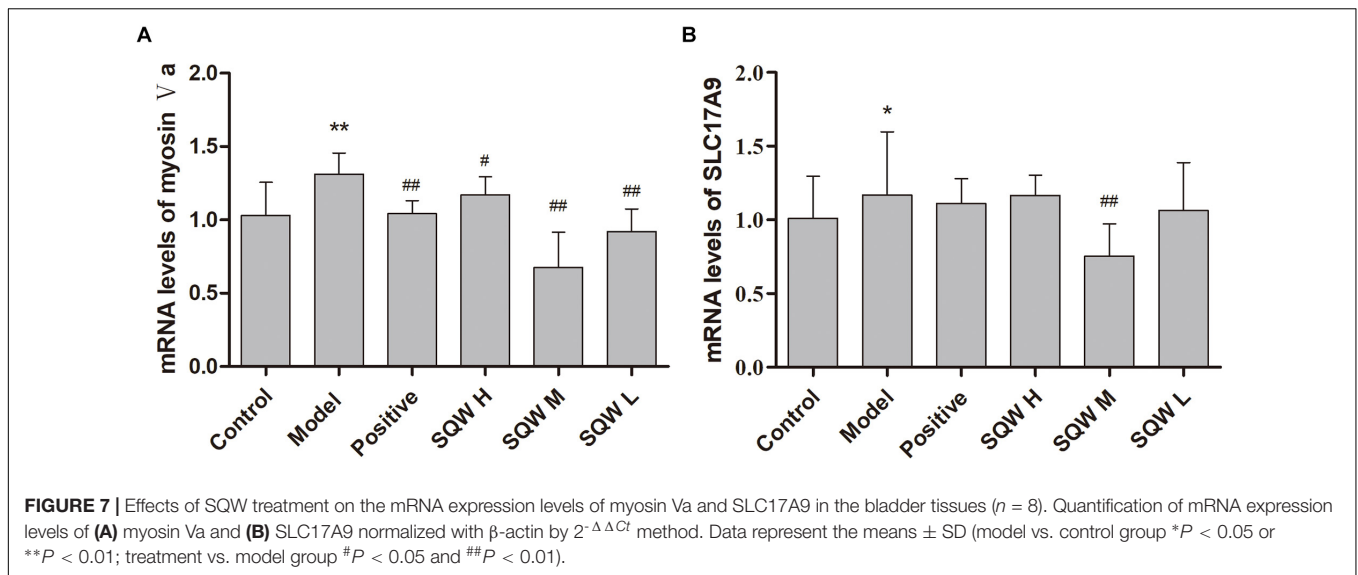 A
B
mRNA levels of myosin Ⅴ a
2.0
1.5
1.0
0.5
0.0
**
##
#
##
##
Control
Model
Positive
SQW H
SQW M
SQW L
mRNA levels of SLC17A9
2.0
1.5
1.0
0.5
0.0
*
##
Control
Model
Positive
SQW H
SQW M
SQW L
FIGURE 7 | Effects of SQW treatment on the mRNA expression levels of myosin Va and SLC17A9 in the bladder tissues (n = 8). Quantification of mRNA expression
levels of (A) myosin Va and (B) SLC17A9 normalized with β-actin by 2-ΔΔCt method. Data represent the means ± SD (model vs. control group *P < 0.05 or
**P < 0.01; treatment vs. model group #P < 0.05 and ##P < 0.01).